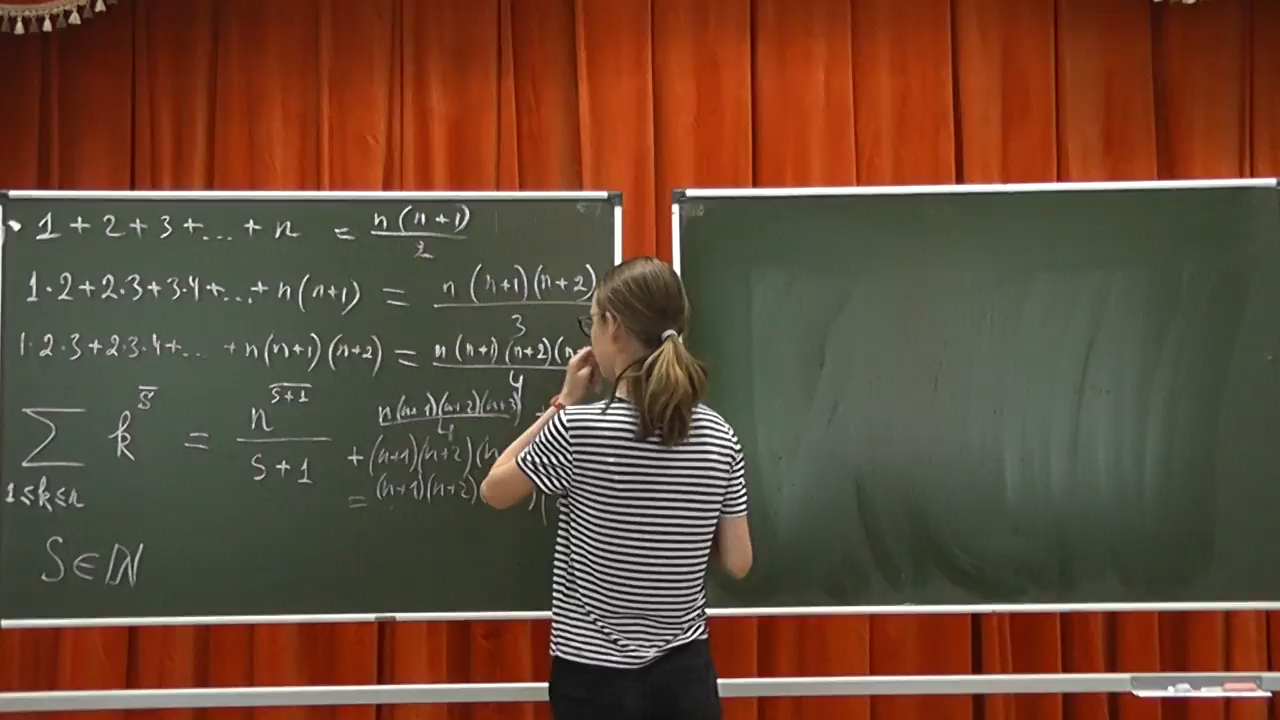 1 + 2 + 3 + ... + n = n(n+1)/2
1·2+2·3+3·4+...+n(n+1) = n(n+1)(n+2)/3
1·2·3+2·3·4+... +n(n+1)(n+2) = n(n+1)(n+2)(n/4
∑ 1≤k≤n k^s̅ = n^(s+1)̅ / s+1
n(n+1)(n+2)(n+3)/4
+(n+1)(n+2)(n
= (n+1)(n+2)(
S∈ℕ